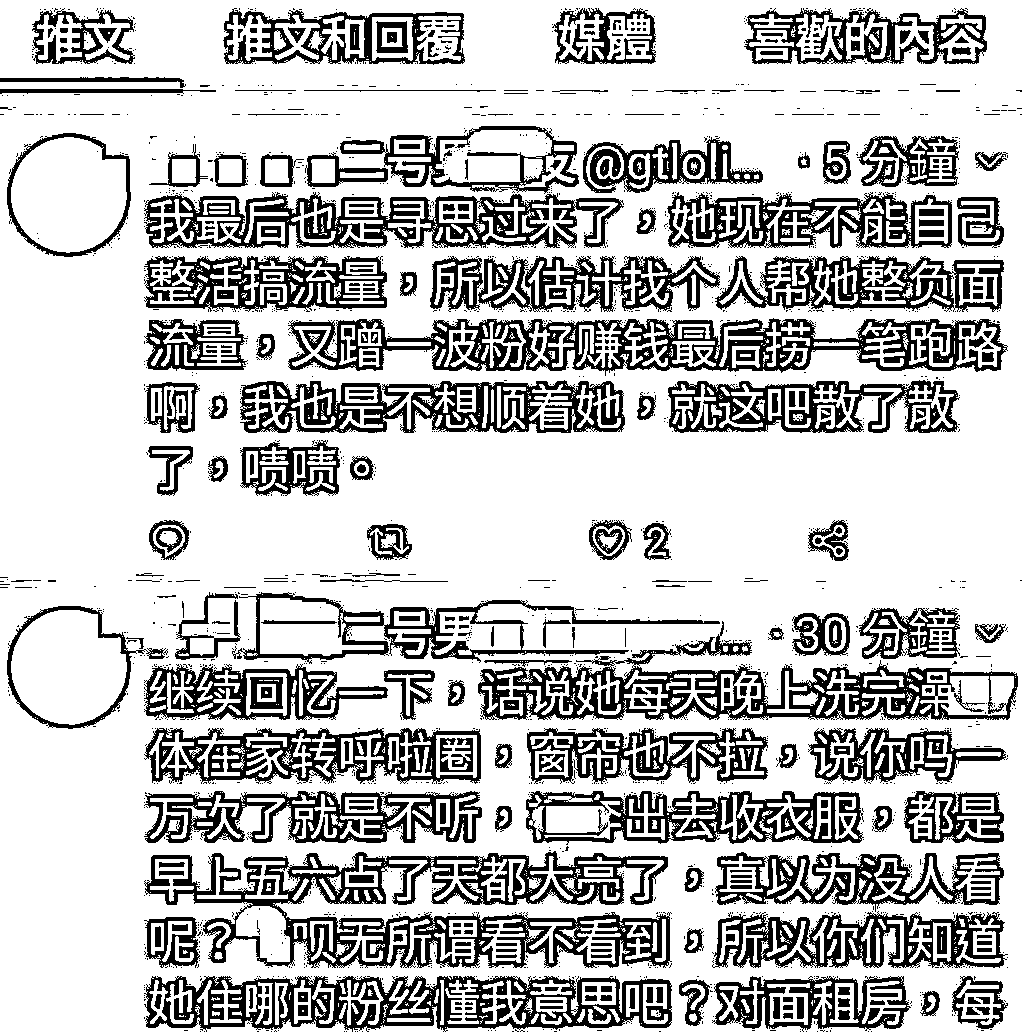 推文 推文和回覆 媒體 喜歡的內容
二号男 友 @gtloli... · 5 分鐘
我最后也是寻思过来了，她现在不能自己
整活搞流量，所以估计找个人帮她整负面
流量，又蹭一波粉好赚钱最后捞一笔跑路
啊，我也是不想顺着她，就这吧散了散
了，啧啧。
2
二号男 · 30 分鐘
继续回忆一下，话说她每天晚上洗完澡
体在家转呼啦圈，窗帘也不拉，说你吗一
万次了就是不听，出去收衣服，都是
早上五六点了天都大亮了，真以为没人看
呢？呗无所谓看不看到，所以你们知道
她住哪的粉丝懂我意思吧？对面租房，每